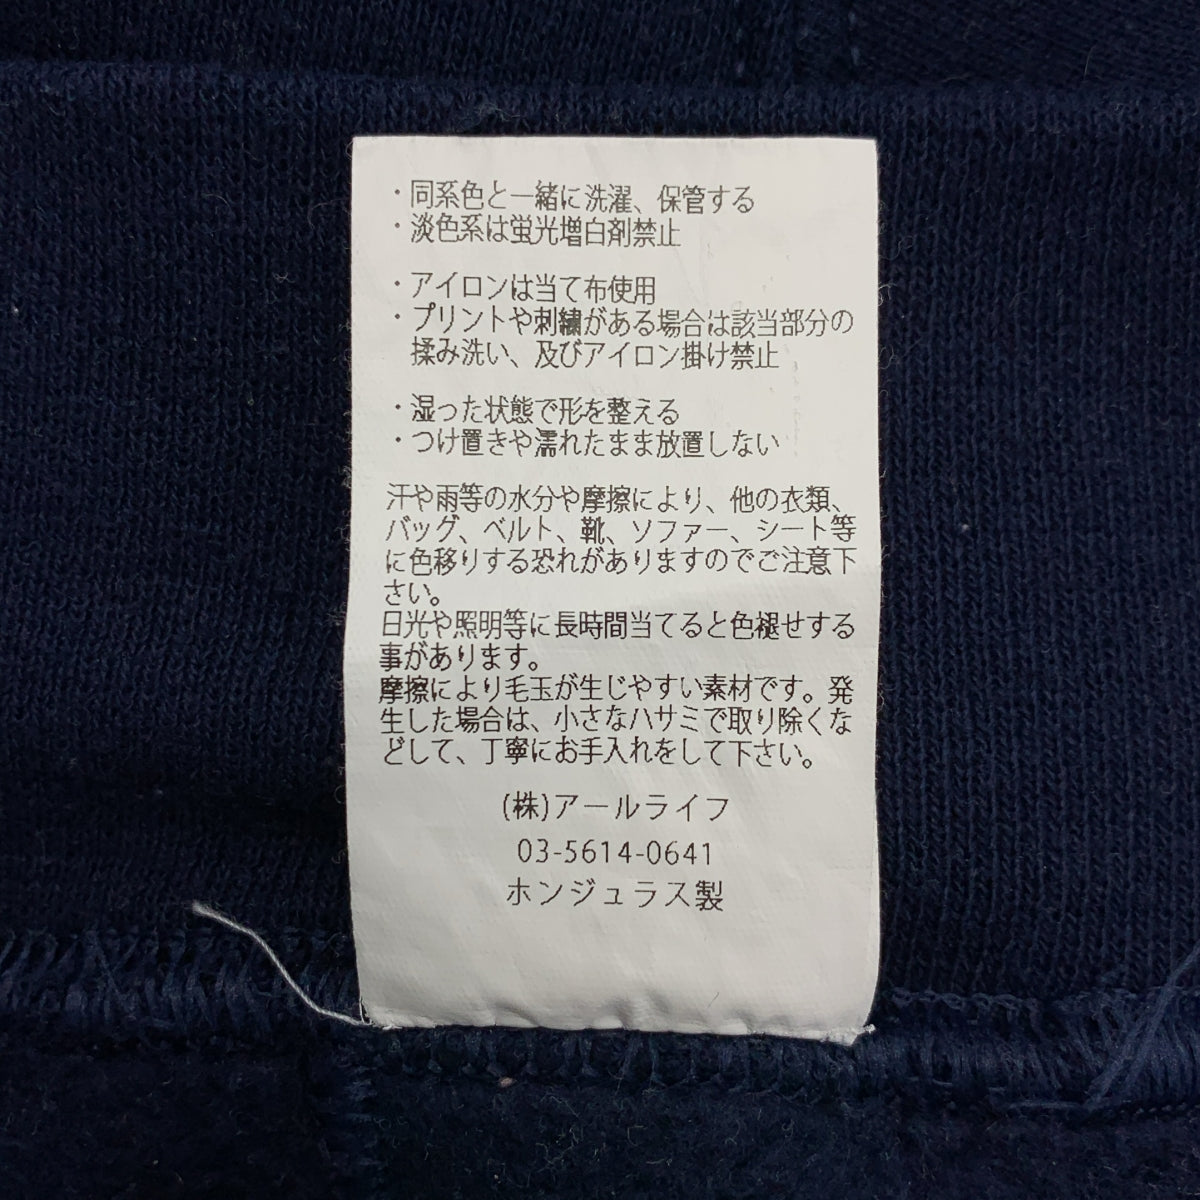 ・同系色と一緒に洗濯、保管する
・淡色系は蛍光増白剤禁止
・アイロンは当て布使用
・プリントや刺繍がある場合は該当部分の
揉み洗い、及びアイロン掛け禁止
・湿った状態で形を整える
・つけ置きや濡れたまま放置しない
汗や雨等の水分や摩擦により、他の衣類、
バッグ、ベルト、靴、ソファー、シート等
に色移りする恐れがありますのでご注意下
さい。
日光や照明等に長時間当てると色褪せする
事があります。
摩擦により毛玉が生じやすい素材です。発
生した場合は、小さなハサミで取り除くな
どして、丁寧にお手入れをして下さい。
(株)アールライフ
03-5614-0641
ホンジュラス製